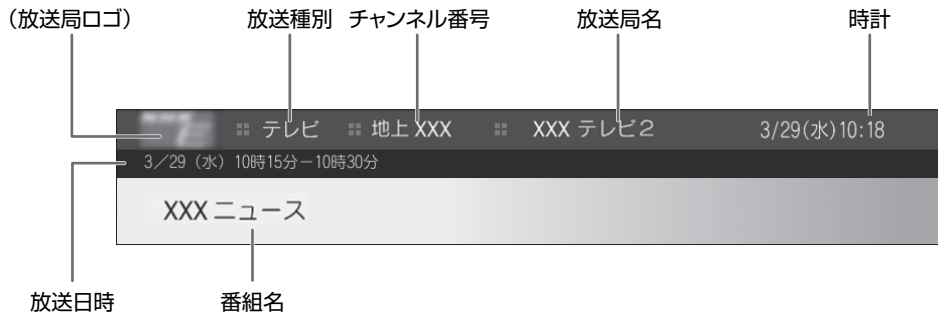 (放送局ロゴ) 放送種別 チャンネル番号 放送局名 時計
テレビ 地上 XXX XXX テレビ2 3/29(水)10:18
3/29 (水) 10時15分-10時30分
XXX ニュース
放送日時 番組名